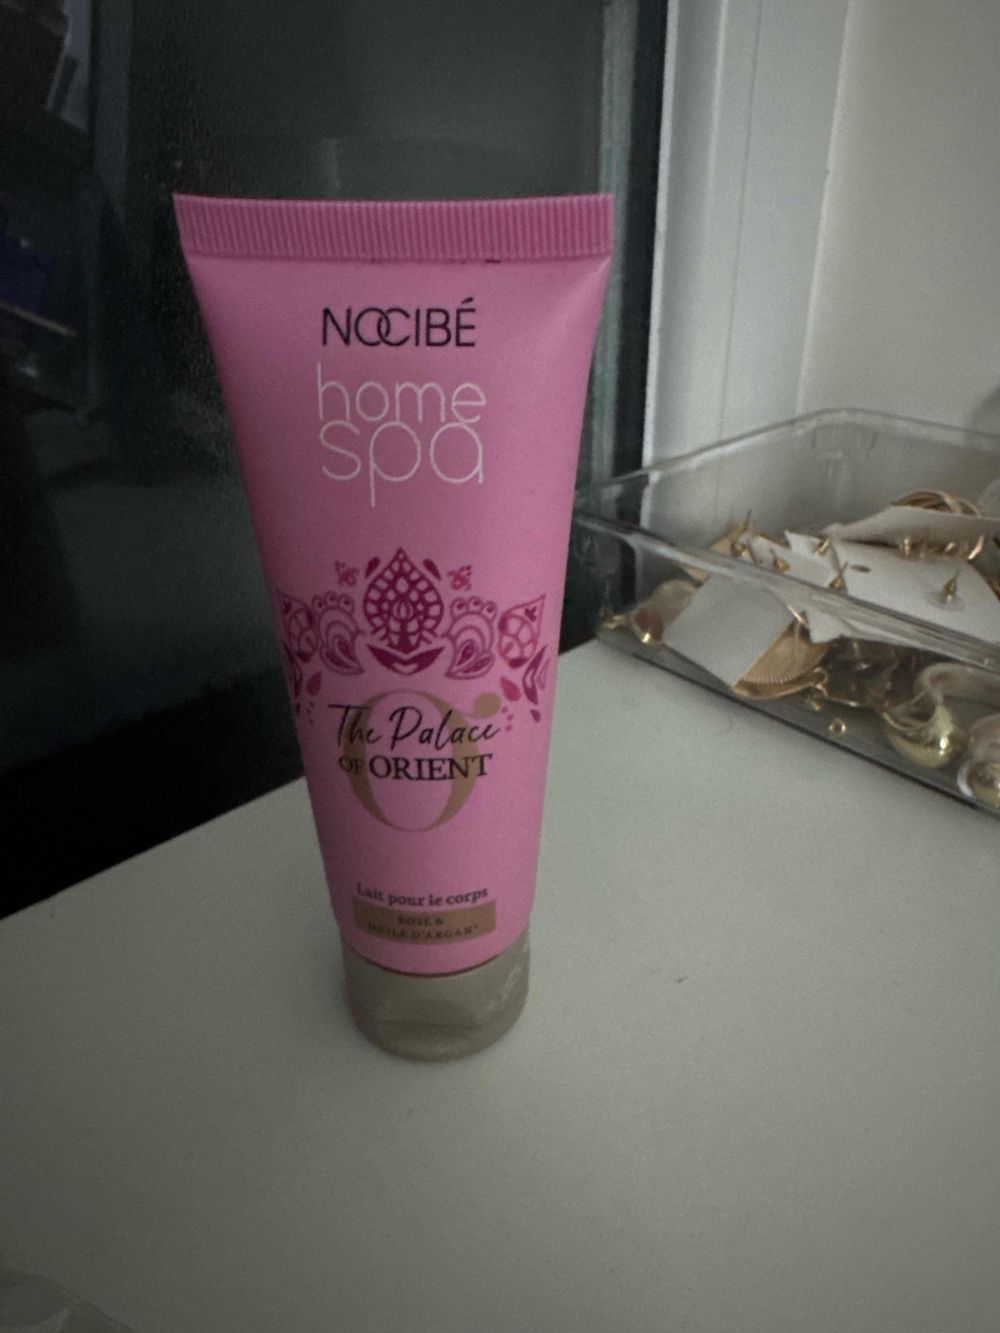 NOCIBÉ
home
spa
The Palace
OF ORIENT
Lait pour le corps
ROSE &
HUILE D'ARGAN*